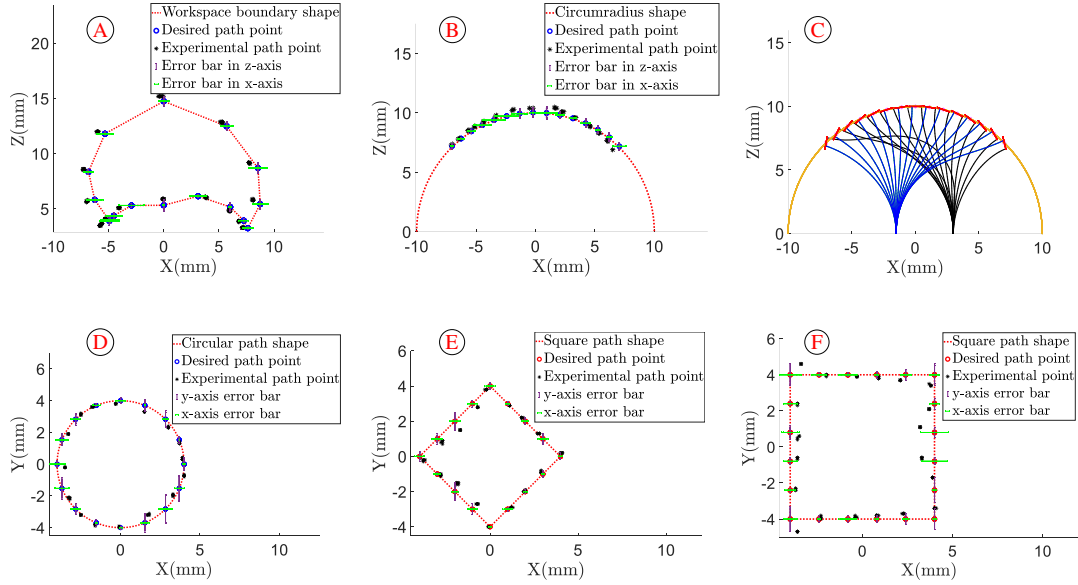 A
Workspace boundary shape
Desired path point
Experimental path point
Error bar in z-axis
Error bar in x-axis
20
15
10
5
Z(mm)
-10 -5 0 5 10
X(mm)
B
Circumradius shape
Desired path point
Experimental path point
Error bar in z-axis
Error bar in x-axis
15
10
5
0
Z(mm)
-10 -5 0 5 10
X(mm)
C
15
10
5
0
Z(mm)
-10 -5 0 5 10
X(mm)
D
Circular path shape
Desired path point
Experimental path point
y-axis error bar
x-axis error bar
6
4
2
0
-2
-4
Y(mm)
0 5 10
X(mm)
E
Square path shape
Desired path point
Experimental path point
y-axis error bar
x-axis error bar
6
4
2
0
-2
-4
Y(mm)
0 5 10
X(mm)
F
Square path shape
Desired path point
Experimental path point
y-axis error bar
x-axis error bar
6
4
2
0
-2
-4
Y(mm)
0 5 10
X(mm)